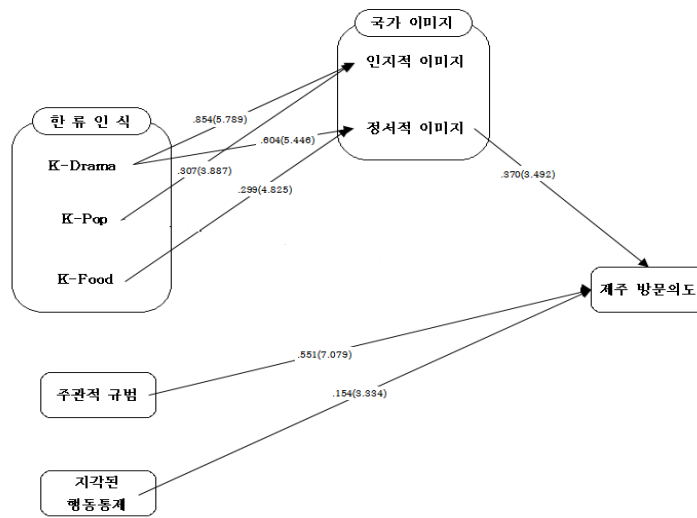 국가 이미지
인지적 이미지
정서적 이미지
한 류 인 식
K-Drama
K-Pop
K-Food
.854(5.789)
.604(5.446)
.307(3.887)
.299(4.825)
.370(3.492)
제주 방문의도
.551(7.079)
.154(3.334)
주관적 규범
지각된
행동통제